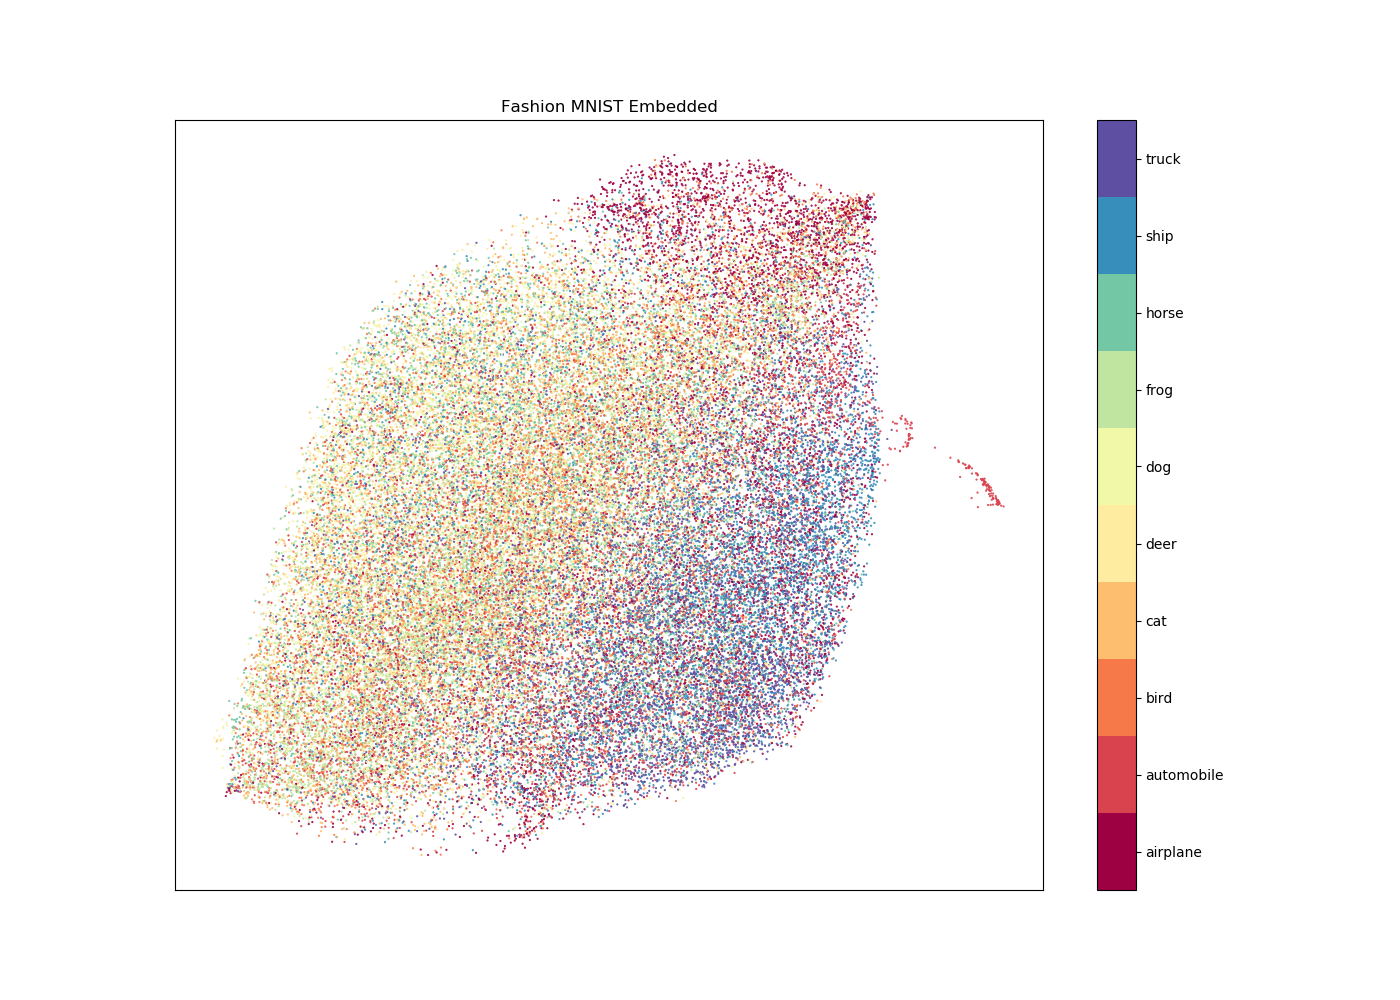 Fashion MNIST Embedded
truck
ship
horse
frog
dog
deer
cat
bird
automobile
airplane